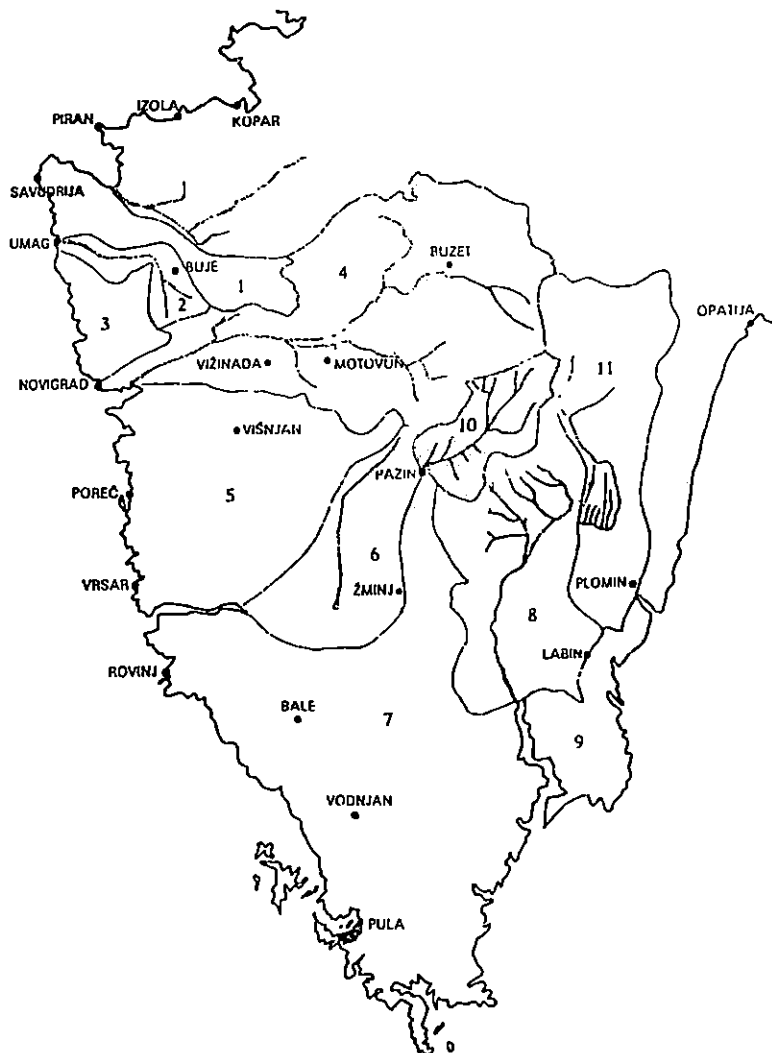 IZOLA
PIRAN
KOPAR
SAVUDRIJA
UMAG
BUJE
BUZET
1
4
2
3
OPATIJA
VIŽINADA
MOTOVUN
11
NOVIGRAD
10
VIŠNJAN
PAZIN
POREČ
5
6
VRSAR
ŽMINJ
PLOMIN
8
LABIN
ROVINJ
BALE
7
9
VODNJAN
PULA